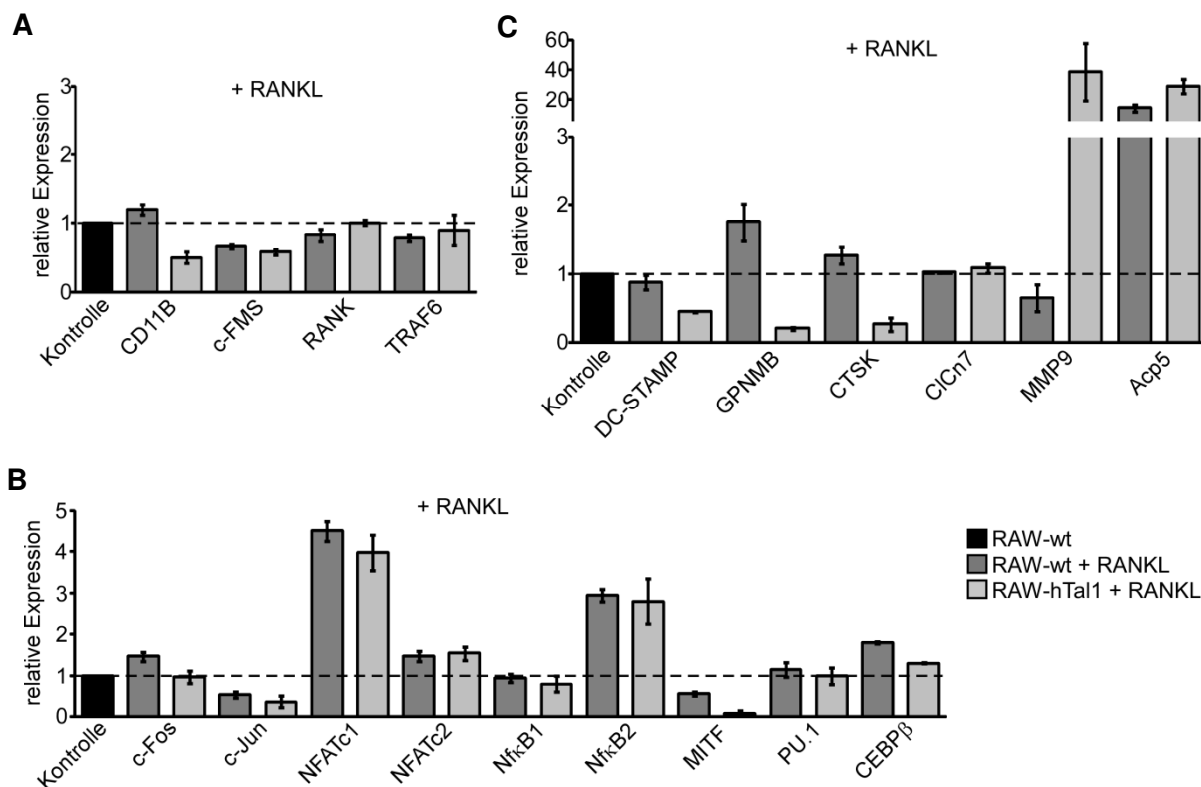 A
+ RANKL
relative Expression
3
2
1
0
Kontrolle
CD11B
c-FMS
RANK
TRAF6
C
+ RANKL
relative Expression
60
40
20
3
2
1
0
Kontrolle
DC-STAMP
GPNMB
CTSK
ClCn7
MMP9
Acp5
B
+ RANKL
relative Expression
5
4
3
2
1
0
Kontrolle
c-Fos
c-Jun
NFATc1
NFATc2
NfκB1
NfκB2
MITF
PU.1
CEBPβ
RAW-wt
RAW-wt + RANKL
RAW-hTal1 + RANKL